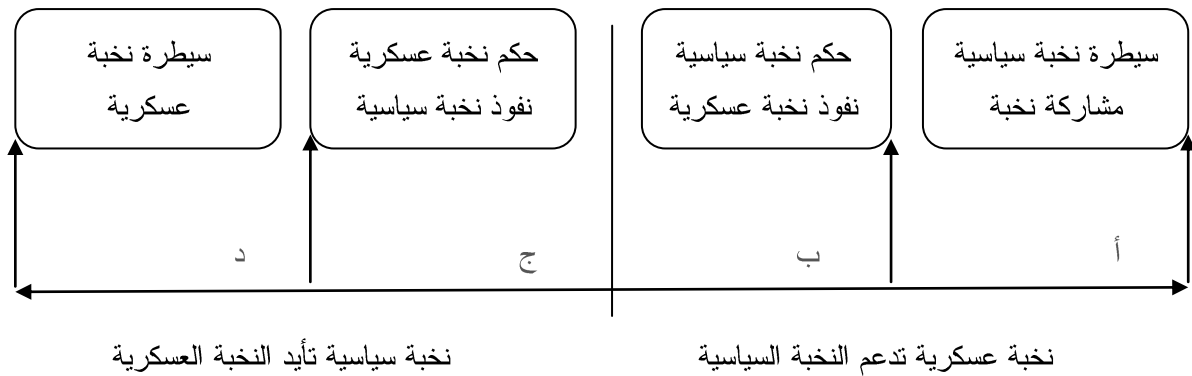 سيطرة نخبة سياسية
مشاركة نخبة
حكم نخبة سياسية
نفوذ نخبة عسكرية
حكم نخبة عسكرية
نفوذ نخبة سياسية
سيطرة نخبة
عسكرية
أ
ب
ج
د
نخبة عسكرية تدعم النخبة السياسية
نخبة سياسية تأيد النخبة العسكرية